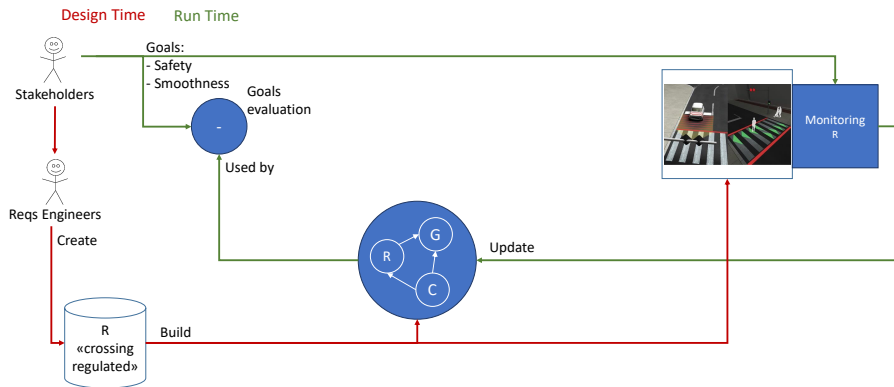 Design Time
Run Time
Goals:
- Safety
- Smoothness
Stakeholders
Goals
evaluation
-
Monitoring
R
Used by
Reqs Engineers
Create
G
R
C
Update
R
«crossing
regulated»
Build